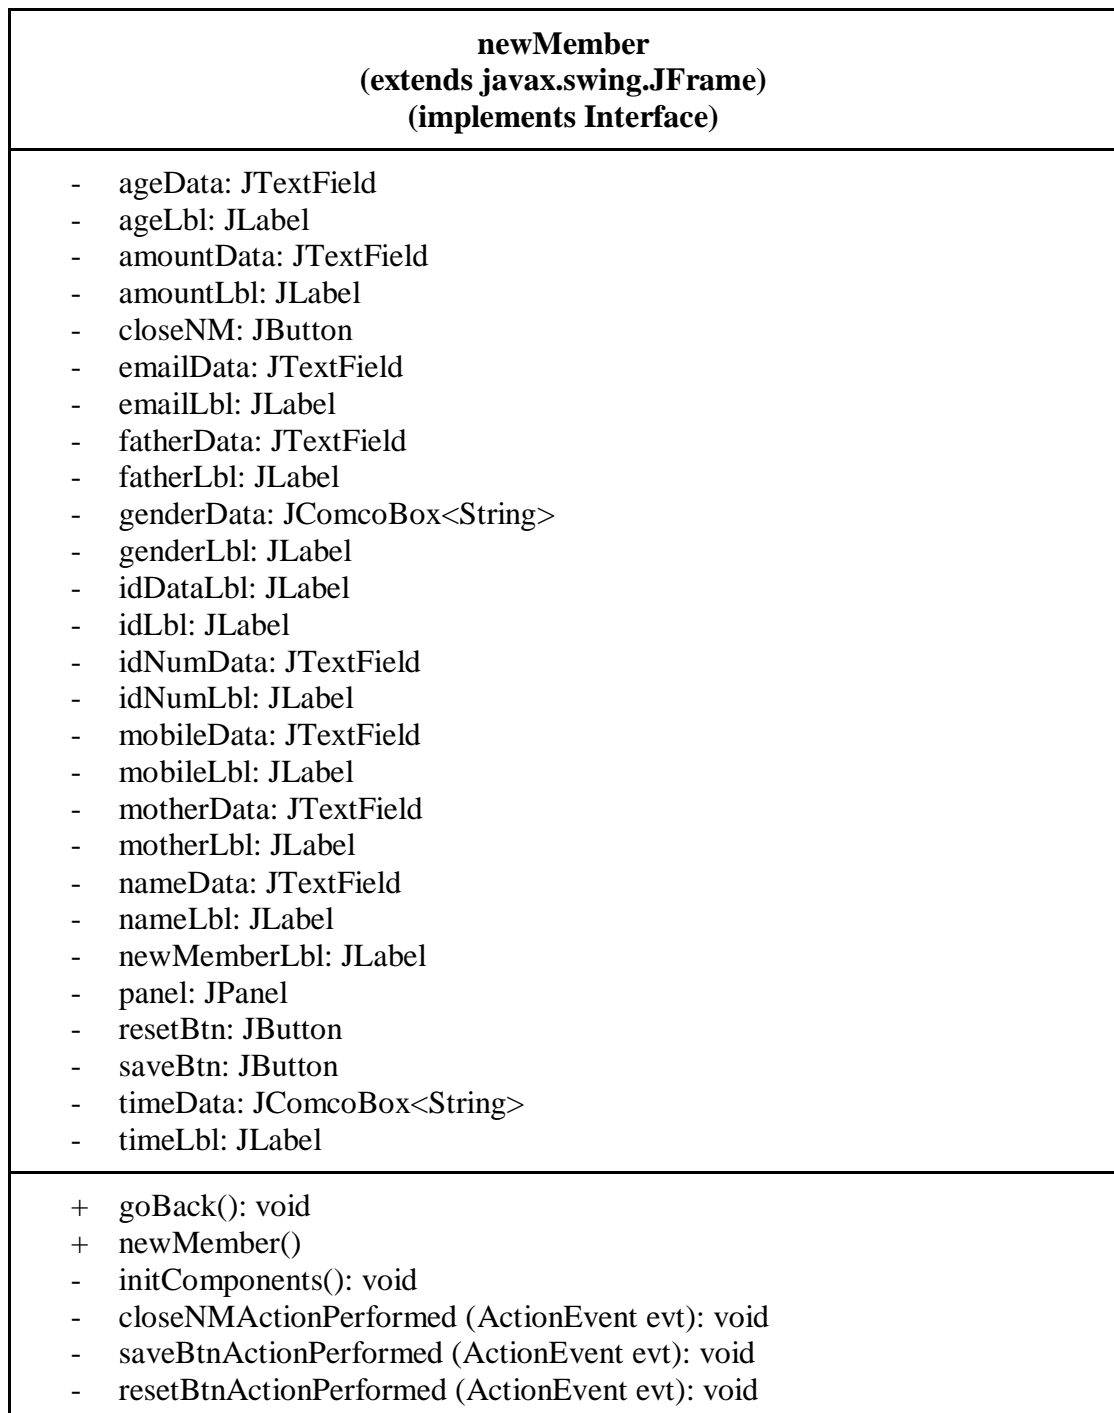 newMember
(extends javax.swing.JFrame)
(implements Interface)
- ageData: JTextField
- ageLbl: JLabel
- amountData: JTextField
- amountLbl: JLabel
- closeNM: JButton
- emailData: JTextField
- emailLbl: JLabel
- fatherData: JTextField
- fatherLbl: JLabel
- genderData: JComcoBox<String>
- genderLbl: JLabel
- idDataLbl: JLabel
- idLbl: JLabel
- idNumData: JTextField
- idNumLbl: JLabel
- mobileData: JTextField
- mobileLbl: JLabel
- motherData: JTextField
- motherLbl: JLabel
- nameData: JTextField
- nameLbl: JLabel
- newMemberLbl: JLabel
- panel: JPanel
- resetBtn: JButton
- saveBtn: JButton
- timeData: JComcoBox<String>
- timeLbl: JLabel
+ goBack(): void
+ newMember()
- initComponents(): void
- closeNMActionPerformed (ActionEvent evt): void
- saveBtnActionPerformed (ActionEvent evt): void
- resetBtnActionPerformed (ActionEvent evt): void